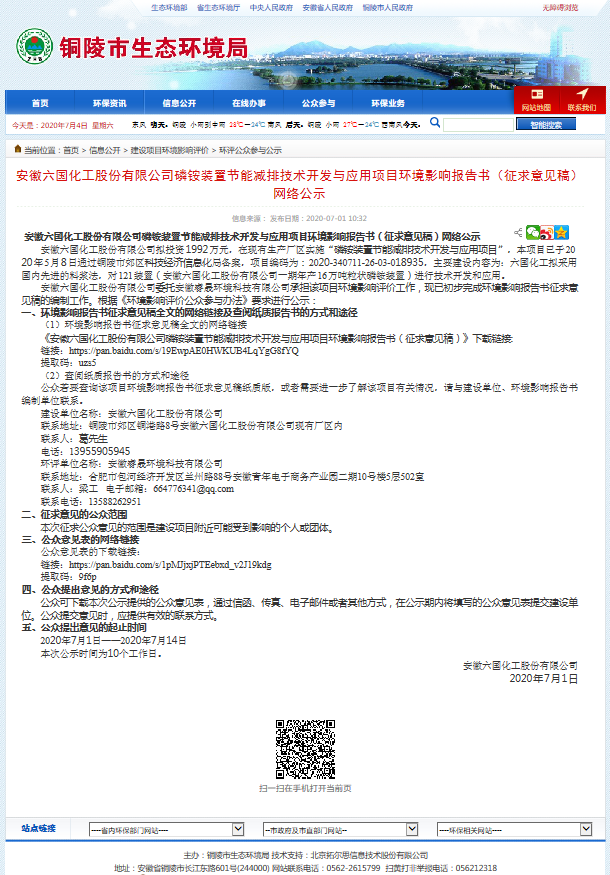 生态环境部 省生态环境厅 中央人民政府 安徽省人民政府 铜陵市人民政府 无障碍浏览
铜陵市生态环境局
首页 环保资讯 信息公开 在线办事 公众参与 环保业务 网站地图 联系我们
今天是：2020年7月4日 星期六 东风 明天：铜陵 小雨到中雨 28℃～24℃ 南风 后天：铜陵 小雨 27℃～24℃ 西南风 今天： 智能搜索
当前位置：首页 > 信息公开 > 建设项目环境影响评价 > 环评公众参与公示
安徽六国化工股份有限公司磷铵装置节能减排技术开发与应用项目环境影响报告书（征求意见稿）
网络公示
信息来源： 发布日期：2020-07-01 10:32
安徽六国化工股份有限公司磷铵装置节能减排技术开发与应用项目环境影响报告书（征求意见稿）网络公示
安徽六国化工股份有限公司拟投资1992万元，在现有生产厂区实施“磷铵装置节能减排技术开发与应用项目”。本项目已于20
20年5月8日通过铜陵市郊区科技经济信息化局备案，项目编码为：2020-340711-26-03-018935，主要建设内容为：六国化工拟采用
国内先进的料浆法，对121装置（安徽六国化工股份有限公司一期年产16万吨粒状磷铵装置）进行技术开发和应用。
安徽六国化工股份有限公司委托安徽睿晟环境科技有限公司承担该项目环境影响评价工作，现已初步完成环境影响报告书征求意
见稿的编制工作。根据《环境影响评价公众参与办法》要求进行公示：
一、环境影响报告书征求意见稿全文的网络链接及查阅纸质报告书的方式和途径
（1）环境影响报告书征求意见稿全文的网络链接
《安徽六国化工股份有限公司磷铵装置节能减排技术开发与应用项目环境影响报告书（征求意见稿）》下载链接:
链接：https://pan.baidu.com/s/19EwpAE0HWKUB4LqYgG8fYQ
提取码：uzs5
（2）查阅纸质报告书的方式和途径
公众若要查询该项目环境影响报告书征求意见稿纸质版，或者需要进一步了解该项目有关情况，请与建设单位、环境影响报告书
编制单位联系。
建设单位名称：安徽六国化工股份有限公司
联系地址：铜陵市郊区铜港路8号安徽六国化工股份有限公司现有厂区内
联系人：葛先生
电话：13955905945
环评单位名称：安徽睿晟环境科技有限公司
联系地址：合肥市包河经济开发区兰州路88号安徽青年电子商务产业园二期10号楼5层502室
联系人：梁工 电子邮箱：664776341@qq.com
联系电话：13588262951
二、征求意见的公众范围
本次征求公众意见的范围是建设项目附近可能受到影响的个人或团体。
三、公众意见表的网络链接
公众意见表的下载链接：
链接：https://pan.baidu.com/s/1pMJjxjPTEebxd_v2J19kdg
提取码：9f6p
四、公众提出意见的方式和途径
公众可下载本次公示提供的公众意见表，通过信函、传真、电子邮件或者其他方式，在公示期内将填写的公众意见表提交建设单
位。公众提交意见时，应提供有效的联系方式。
五、公众提出意见的起止时间
2020年7月1日——2020年7月14日
本次公示时间为10个工作日。
安徽六国化工股份有限公司
2020年7月1日
扫一扫在手机打开当前页
站点链接 ----省内环保部门网站---- --市政府及市直部门网站-- ----环保相关网站----
主办：铜陵市生态环境局 技术支持：北京拓尔思信息技术股份有限公司
地址：安徽省铜陵市长江东路601号(244000) 网站联系电话：0562-2615799 扫黄打非举报电话：056212318